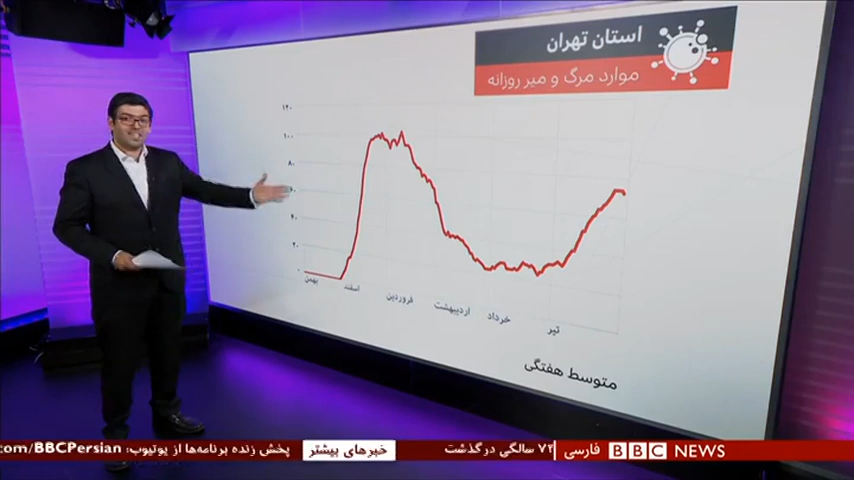 استان تهران
موارد مرگ و میر روزانه
۱۲۰
۱۰۰
۸۰
۶۰
۴۰
۲۰
۰
بهمن
اسفند
فروردین
اردیبهشت
خرداد
تیر
متوسط هفتگی
BBC NEWS فارسی
۷۴ سالگی درگذشت
خبرهای بیشتر
پخش زنده برنامه‌ها از یوتیوب: com/BBCPersian